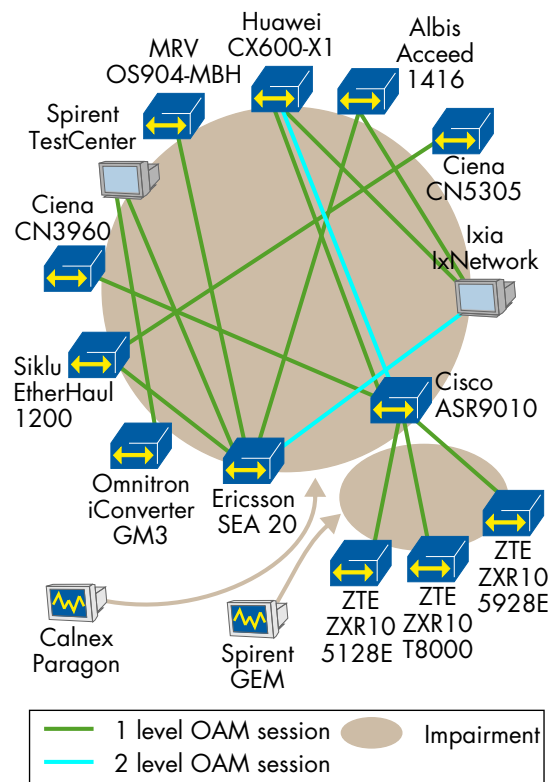 Huawei
CX600-X1
Albis
Acceed
1416
MRV
OS904-MBH
Spirent
TestCenter
Ciena
CN5305
Ciena
CN3960
Ixia
IxNetwork
Siklu
EtherHaul
1200
Cisco
ASR9010
Omnitron
iConverter
GM3
Ericsson
SEA 20
ZTE
ZXR10
5928E
ZTE
ZXR10
T8000
ZTE
ZXR10
5128E
Calnex
Paragon
Spirent
GEM
1 level OAM session
Impairment
2 level OAM session